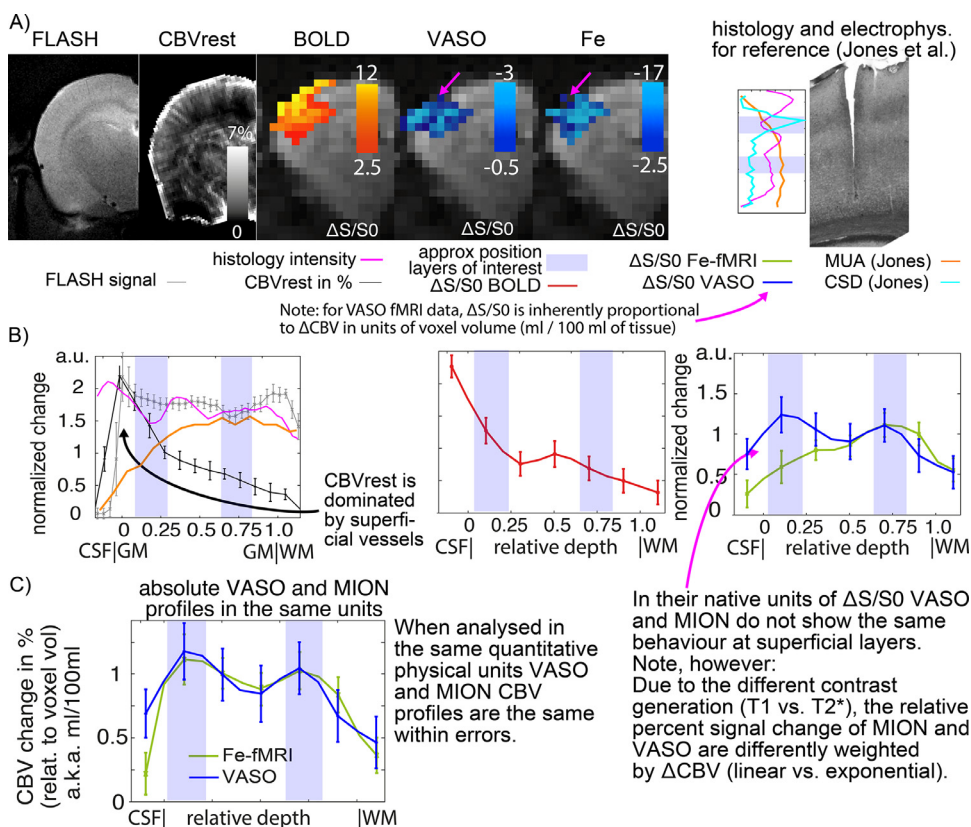 A)
FLASH
CBVrest
BOLD
VASO
Fe
histology and electrophys.
for reference (Jones et al.)
7%
0
12
2.5
ΔS/S0
-3
-0.5
ΔS/S0
-17
-2.5
ΔS/S0
FLASH signal
histology intensity
CBVrest in %
approx position
layers of interest
ΔS/S0 BOLD
ΔS/S0 Fe-fMRI
ΔS/S0 VASO
MUA (Jones)
CSD (Jones)
Note: for VASO fMRI data, ΔS/S0 is inherently proportional
to ΔCBV in units of voxel volume (ml / 100 ml of tissue)
B)
a.u.
2
1.5
1
0.5
0
normalized change
0 0.25 0.5 0.75 1.0
CSF|GM
GM|WM
CBVrest is
dominated
by superfi-
cial vessels
0 0.25 0.75 1.0
CSF|
relative depth
|WM
a.u.
2
1.5
1
0.5
0
normalized change
0 0.25 0.75 1.0
CSF|
relative depth
|WM
C)
absolute VASO and MION
profiles in the same units
CBV change in %
(relat. to voxel vol)
a.k.a. ml/100ml
1
0.5
0
Fe-fMRI
VASO
CSF|
relative depth
|WM
When analysed in
the same quantitative
physical units VASO
and MION CBV
profiles are the same
within errors.
In their native units of ΔS/S0 VASO
and MION do not show the same
behaviour at superficial layers.
Note, however:
Due to the different contrast
generation (T1 vs. T2*), the relative
percent signal change of MION and
VASO are differently weighted
by ΔCBV (linear vs. exponential).